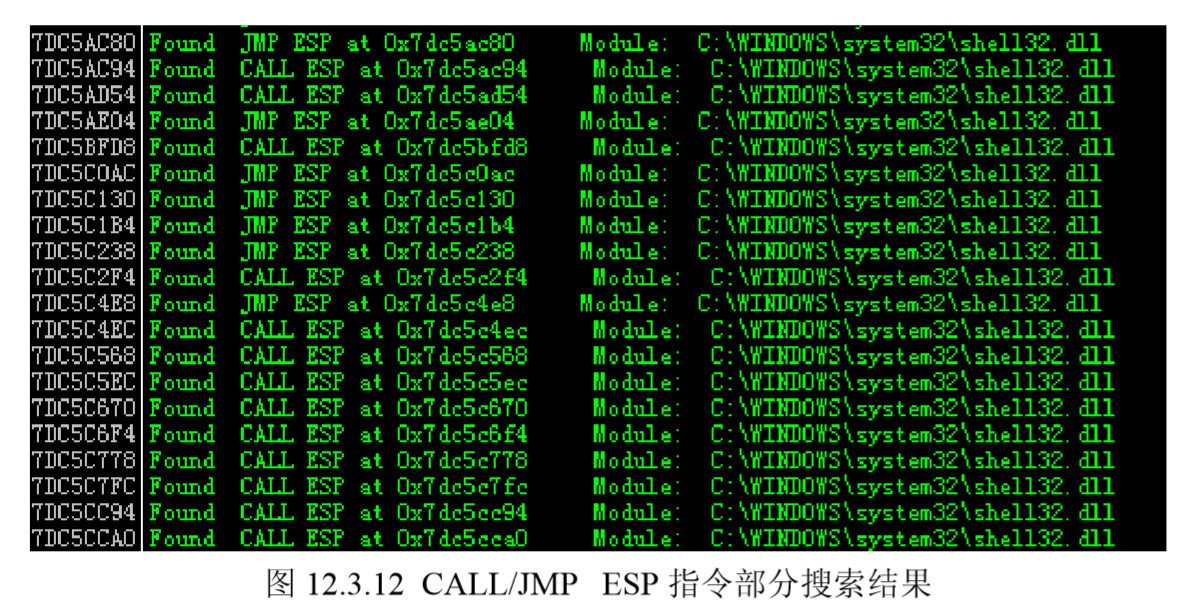 7DC5AC80 Found JMP ESP at 0x7dc5ac80 Module: C:\WINDOWS\system32\shell32.dll
7DC5AC94 Found CALL ESP at 0x7dc5ac94 Module: C:\WINDOWS\system32\shell32.dll
7DC5AD54 Found CALL ESP at 0x7dc5ad54 Module: C:\WINDOWS\system32\shell32.dll
7DC5AE04 Found JMP ESP at 0x7dc5ae04 Module: C:\WINDOWS\system32\shell32.dll
7DC5BFD8 Found CALL ESP at 0x7dc5bfd8 Module: C:\WINDOWS\system32\shell32.dll
7DC5C0AC Found JMP ESP at 0x7dc5c0ac Module: C:\WINDOWS\system32\shell32.dll
7DC5C130 Found JMP ESP at 0x7dc5c130 Module: C:\WINDOWS\system32\shell32.dll
7DC5C1B4 Found JMP ESP at 0x7dc5c1b4 Module: C:\WINDOWS\system32\shell32.dll
7DC5C238 Found JMP ESP at 0x7dc5c238 Module: C:\WINDOWS\system32\shell32.dll
7DC5C2F4 Found CALL ESP at 0x7dc5c2f4 Module: C:\WINDOWS\system32\shell32.dll
7DC5C4E8 Found JMP ESP at 0x7dc5c4e8 Module: C:\WINDOWS\system32\shell32.dll
7DC5C4EC Found CALL ESP at 0x7dc5c4ec Module: C:\WINDOWS\system32\shell32.dll
7DC5C568 Found CALL ESP at 0x7dc5c568 Module: C:\WINDOWS\system32\shell32.dll
7DC5C5EC Found CALL ESP at 0x7dc5c5ec Module: C:\WINDOWS\system32\shell32.dll
7DC5C670 Found CALL ESP at 0x7dc5c670 Module: C:\WINDOWS\system32\shell32.dll
7DC5C6F4 Found CALL ESP at 0x7dc5c6f4 Module: C:\WINDOWS\system32\shell32.dll
7DC5C778 Found CALL ESP at 0x7dc5c778 Module: C:\WINDOWS\system32\shell32.dll
7DC5C7FC Found CALL ESP at 0x7dc5c7fc Module: C:\WINDOWS\system32\shell32.dll
7DC5CC94 Found CALL ESP at 0x7dc5cc94 Module: C:\WINDOWS\system32\shell32.dll
7DC5CCA0 Found CALL ESP at 0x7dc5cca0 Module: C:\WINDOWS\system32\shell32.dll
图 12.3.12 CALL/JMP ESP 指令部分搜索结果